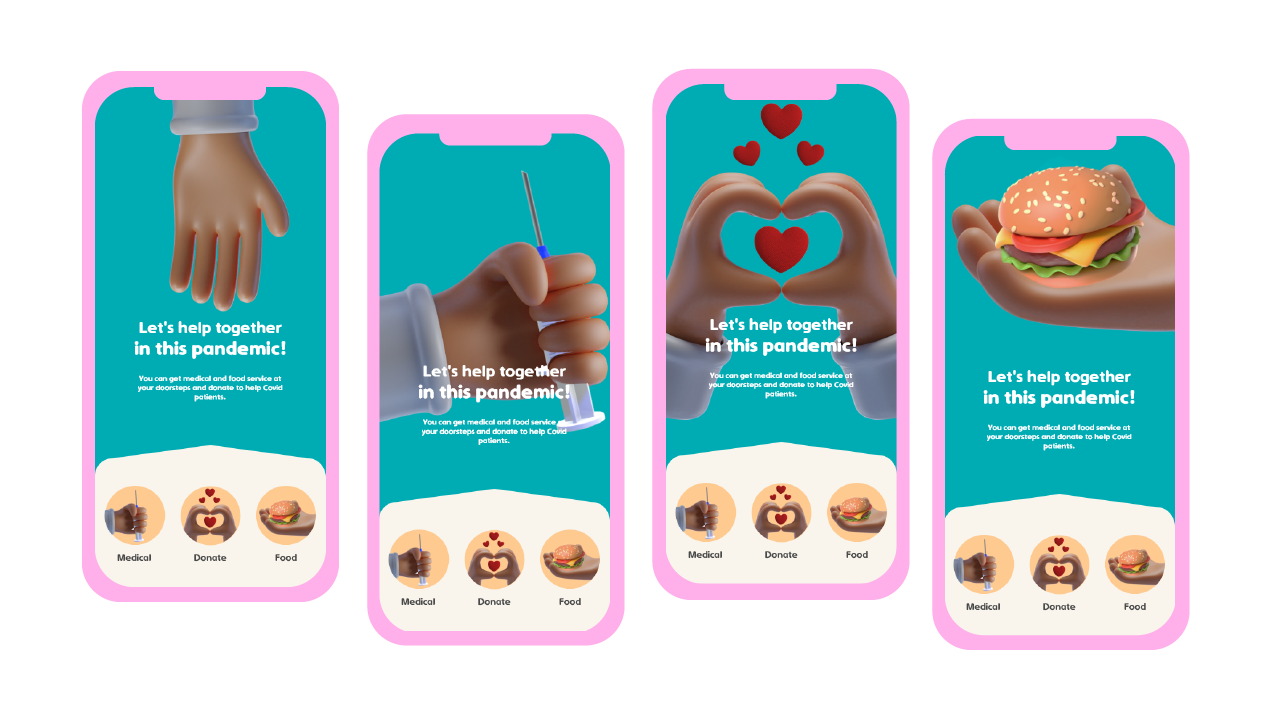 Let's help together
in this pandemic!
You can get medical and food service at
your doorsteps and donate to help Covid
patients.
Medical
Donate
Food
Let's help together
in this pandemic!
You can get medical and food service at
your doorsteps and donate to help Covid
patients.
Medical
Donate
Food
Let's help together
in this pandemic!
You can get medical and food service at
your doorsteps and donate to help Covid
patients.
Medical
Donate
Food
Let's help together
in this pandemic!
You can get medical and food service at
your doorsteps and donate to help Covid
patients.
Medical
Donate
Food